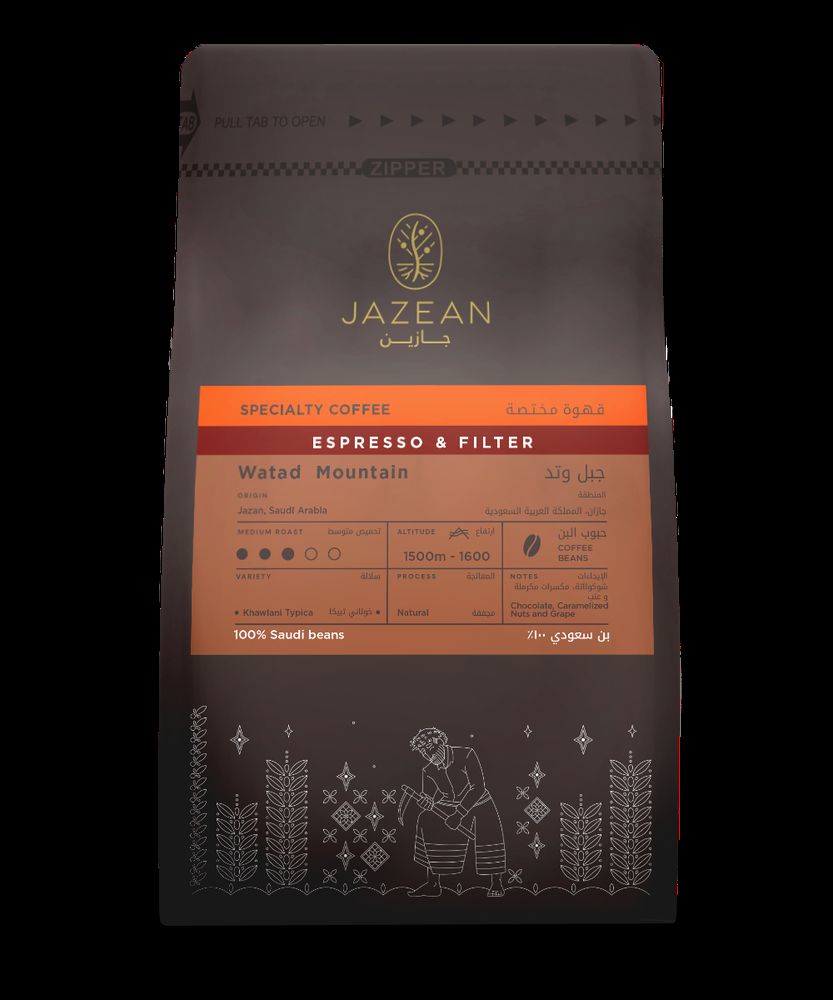 TAB PULL TAB TO OPEN
ZIPPER
JAZEAN
جازين
SPECIALTY COFFEE قهوة مختصة
ESPRESSO & FILTER
Watad Mountain جبل وتد
ORIGIN المنطقة
Jazan, Saudi Arabia جازان، المملكة العربية السعودية
MEDIUM ROAST تحميص متوسط
ALTITUDE ارتفاع
1500m - 1600
حبوب البن
COFFEE
BEANS
VARIETY سلالة
• Khawlani Typica خولاني تيبيكا •
PROCESS المعالجة
Natural مجففة
NOTES الإيحاءات
شوكولاتة، مكسرات مكرملة
و عنب
Chocolate, Caramelized
Nuts and Grape
100% Saudi beans بن سعودي ١٠٠٪